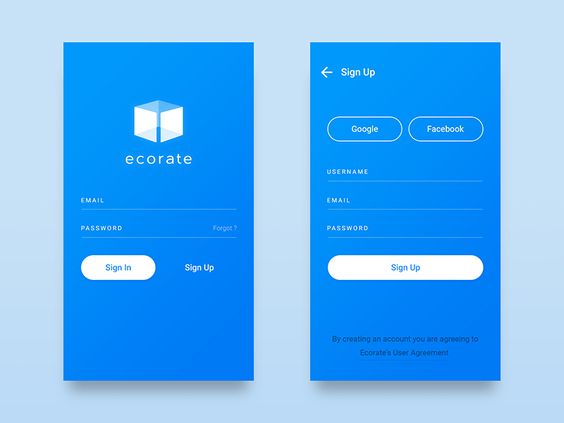 ecorate
EMAIL
PASSWORD Forgot ?
Sign In Sign Up
Sign Up
Google Facebook
USERNAME
EMAIL
PASSWORD
Sign Up
By creating an account you are agreeing to
Ecorate's User Agreement